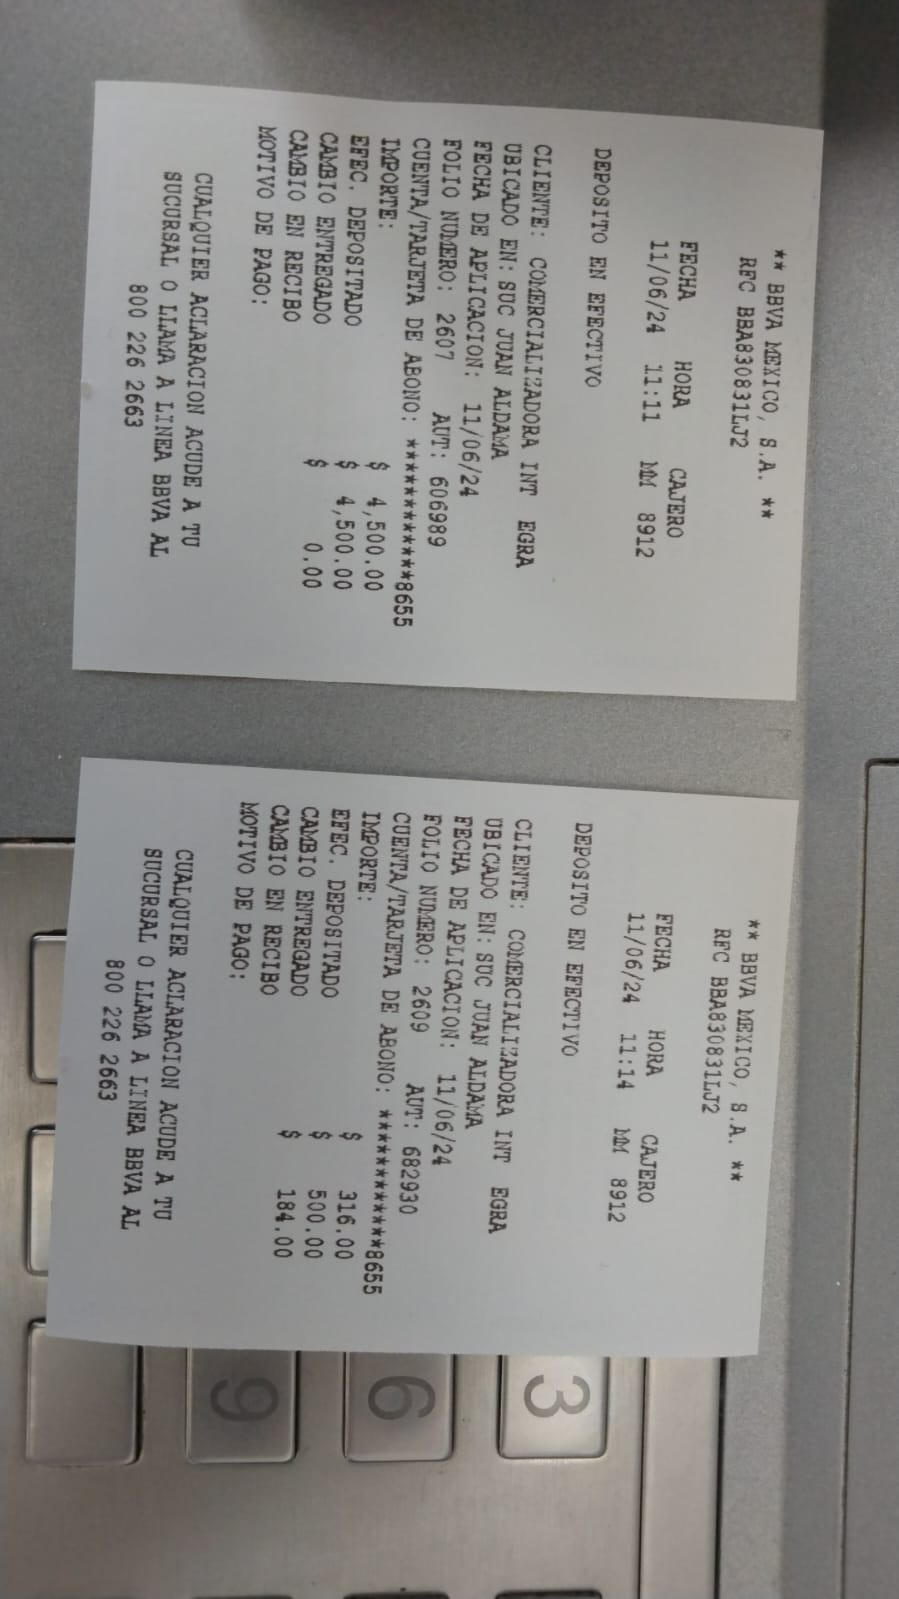 ** BBVA MEXICO, S.A. **
RFC BBA830831LJ2
FECHA HORA CAJERO
11/06/24 11:11 MM 8912
DEPOSITO EN EFECTIVO
CLIENTE: COMERCIALIZADORA INT EGRA
UBICADO EN: SUC JUAN ALDAMA
FECHA DE APLICACION: 11/06/24
FOLIO NUMERO: 2607 AUT: 606989
CUENTA/TARJETA DE ABONO: ************8655
IMPORTE: $ 4,500.00
EFEC. DEPOSITADO $ 4,500.00
CAMBIO ENTREGADO $ 0.00
CAMBIO EN RECIBO
MOTIVO DE PAGO:
CUALQUIER ACLARACION ACUDE A TU
SUCURSAL O LLAMA A LINEA BBVA AL
800 226 2663
** BBVA MEXICO, S.A. **
RFC BBA830831LJ2
FECHA HORA CAJERO
11/06/24 11:14 MM 8912
DEPOSITO EN EFECTIVO
CLIENTE: COMERCIALIZADORA INT EGRA
UBICADO EN: SUC JUAN ALDAMA
FECHA DE APLICACION: 11/06/24
FOLIO NUMERO: 2609 AUT: 682930
CUENTA/TARJETA DE ABONO: ************8655
IMPORTE: $ 316.00
EFEC. DEPOSITADO $ 500.00
CAMBIO ENTREGADO $ 184.00
CAMBIO EN RECIBO
MOTIVO DE PAGO:
CUALQUIER ACLARACION ACUDE A TU
SUCURSAL O LLAMA A LINEA BBVA AL
800 226 2663
3
6
9